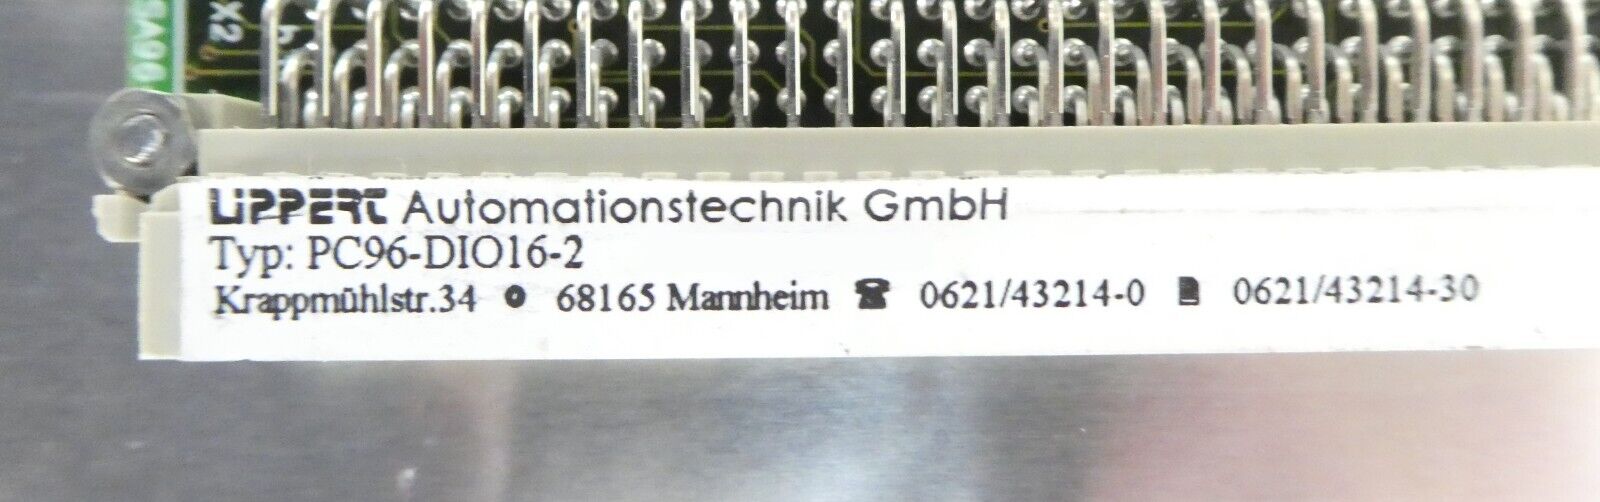 X2
b
LiPPERT Automationstechnik GmbH
Typ: PC96-DIO16-2
Krappmühlstr.34 • 68165 Mannheim ☎ 0621/43214-0 🖹 0621/43214-30